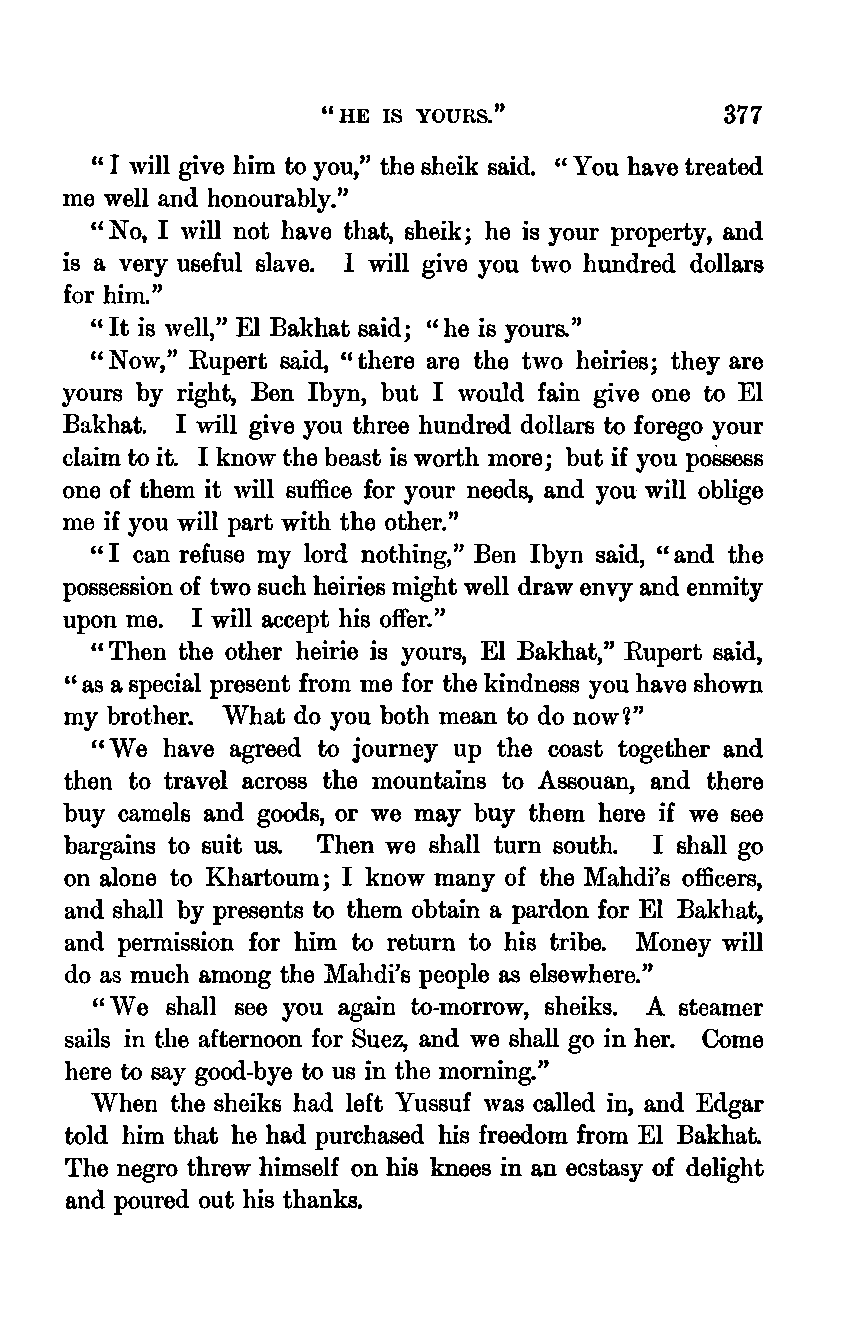 "HE IS YOURS." 377
"I will give him to you," the sheik said. "You have treated
me well and honourably."
"No, I will not have that, sheik; he is your property, and
is a very useful slave. I will give you two hundred dollars
for him."
"It is well," El Bakhat said; "he is yours."
"Now," Rupert said, "there are the two heiries; they are
yours by right, Ben Ibyn, but I would fain give one to El
Bakhat. I will give you three hundred dollars to forego your
claim to it. I know the beast is worth more; but if you possess
one of them it will suffice for your needs, and you will oblige
me if you will part with the other."
"I can refuse my lord nothing," Ben Ibyn said, "and the
possession of two such heiries might well draw envy and enmity
upon me. I will accept his offer."
"Then the other heirie is yours, El Bakhat," Rupert said,
"as a special present from me for the kindness you have shown
my brother. What do you both mean to do now?"
"We have agreed to journey up the coast together and
then to travel across the mountains to Assouan, and there
buy camels and goods, or we may buy them here if we see
bargains to suit us. Then we shall turn south. I shall go
on alone to Khartoum; I know many of the Mahdi's officers,
and shall by presents to them obtain a pardon for El Bakhat,
and permission for him to return to his tribe. Money will
do as much among the Mahdi's people as elsewhere."
"We shall see you again to-morrow, sheiks. A steamer
sails in the afternoon for Suez, and we shall go in her. Come
here to say good-bye to us in the morning."
When the sheiks had left Yussuf was called in, and Edgar
told him that he had purchased his freedom from El Bakhat.
The negro threw himself on his knees in an ecstasy of delight
and poured out his thanks.